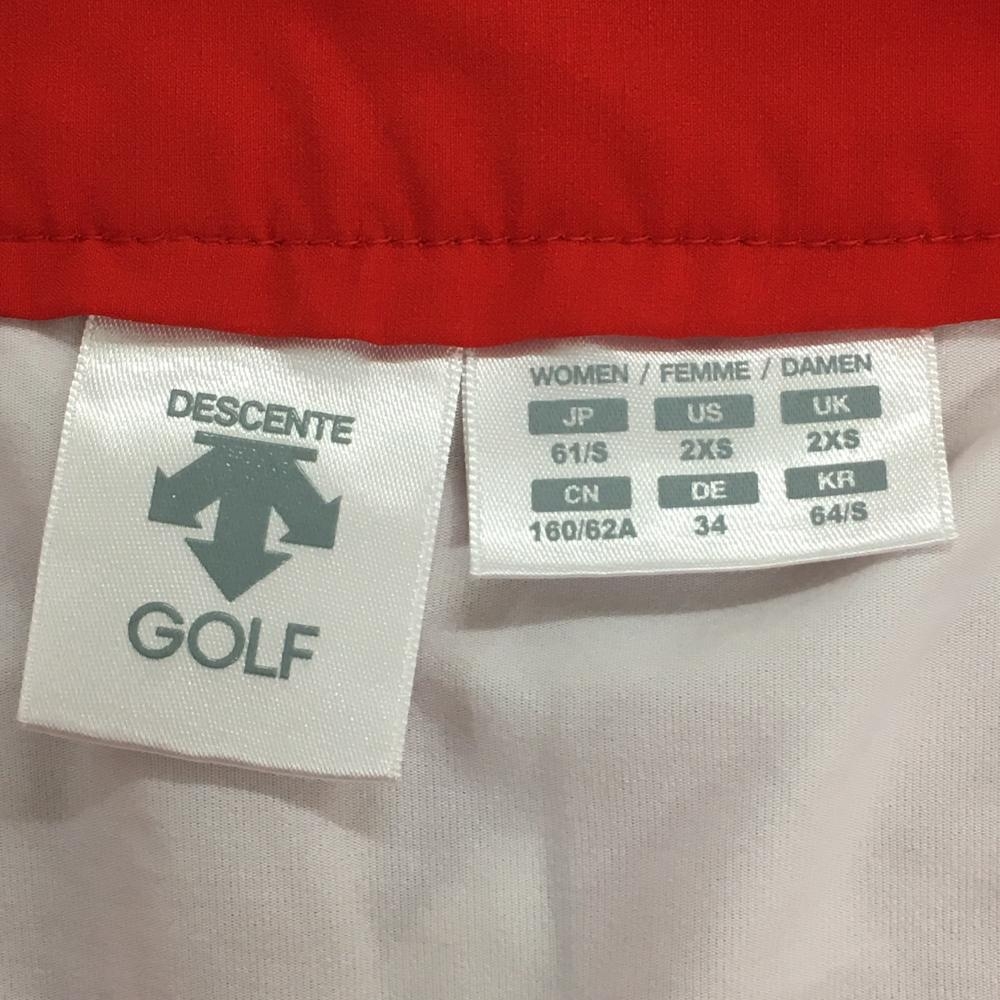 DESCENTE
GOLF
WOMEN / FEMME / DAMEN
JP US UK
61/S 2XS 2XS
CN DE KR
160/62A 34 64/S